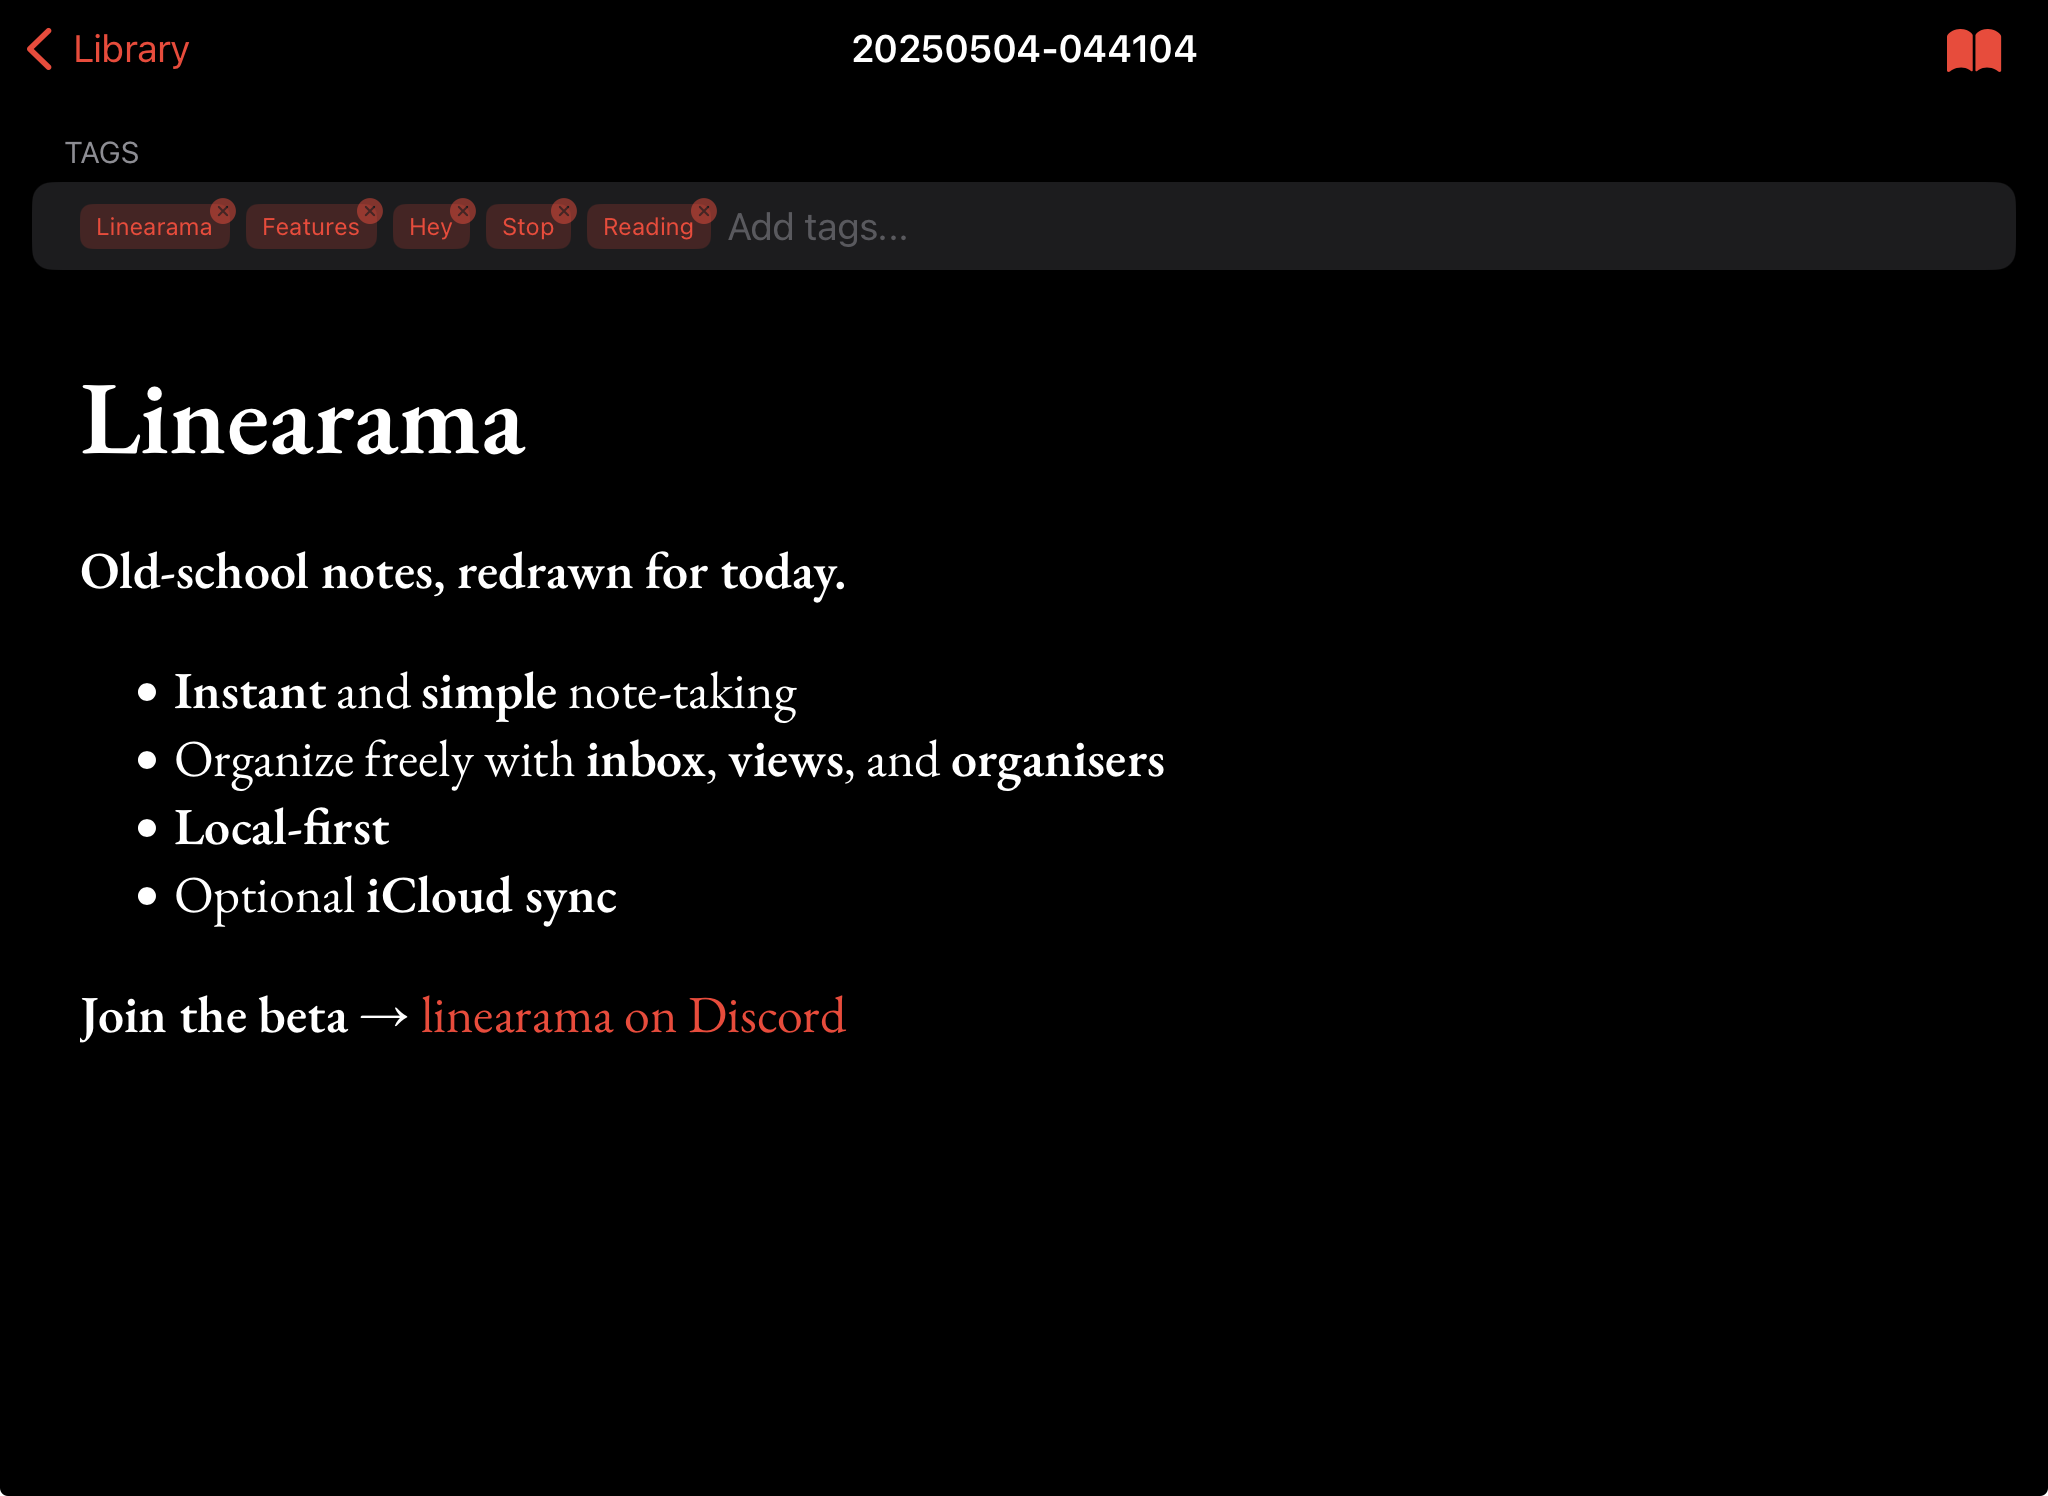 Library
20250504-044104
TAGS
Linearama Features Hey Stop Reading Add tags...
Linearama
Old-school notes, redrawn for today.
• Instant and simple note-taking
• Organize freely with inbox, views, and organisers
• Local-first
• Optional iCloud sync
Join the beta → linearama on Discord